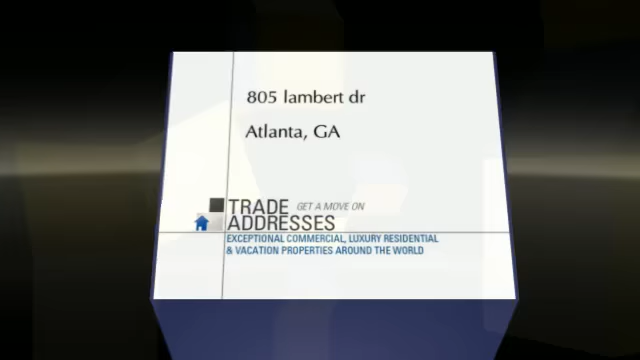 805 lambert dr
Atlanta, GA
TRADE GET A MOVE ON
ADDRESSES
EXCEPTIONAL COMMERCIAL, LUXURY RESIDENTIAL
& VACATION PROPERTIES AROUND THE WORLD